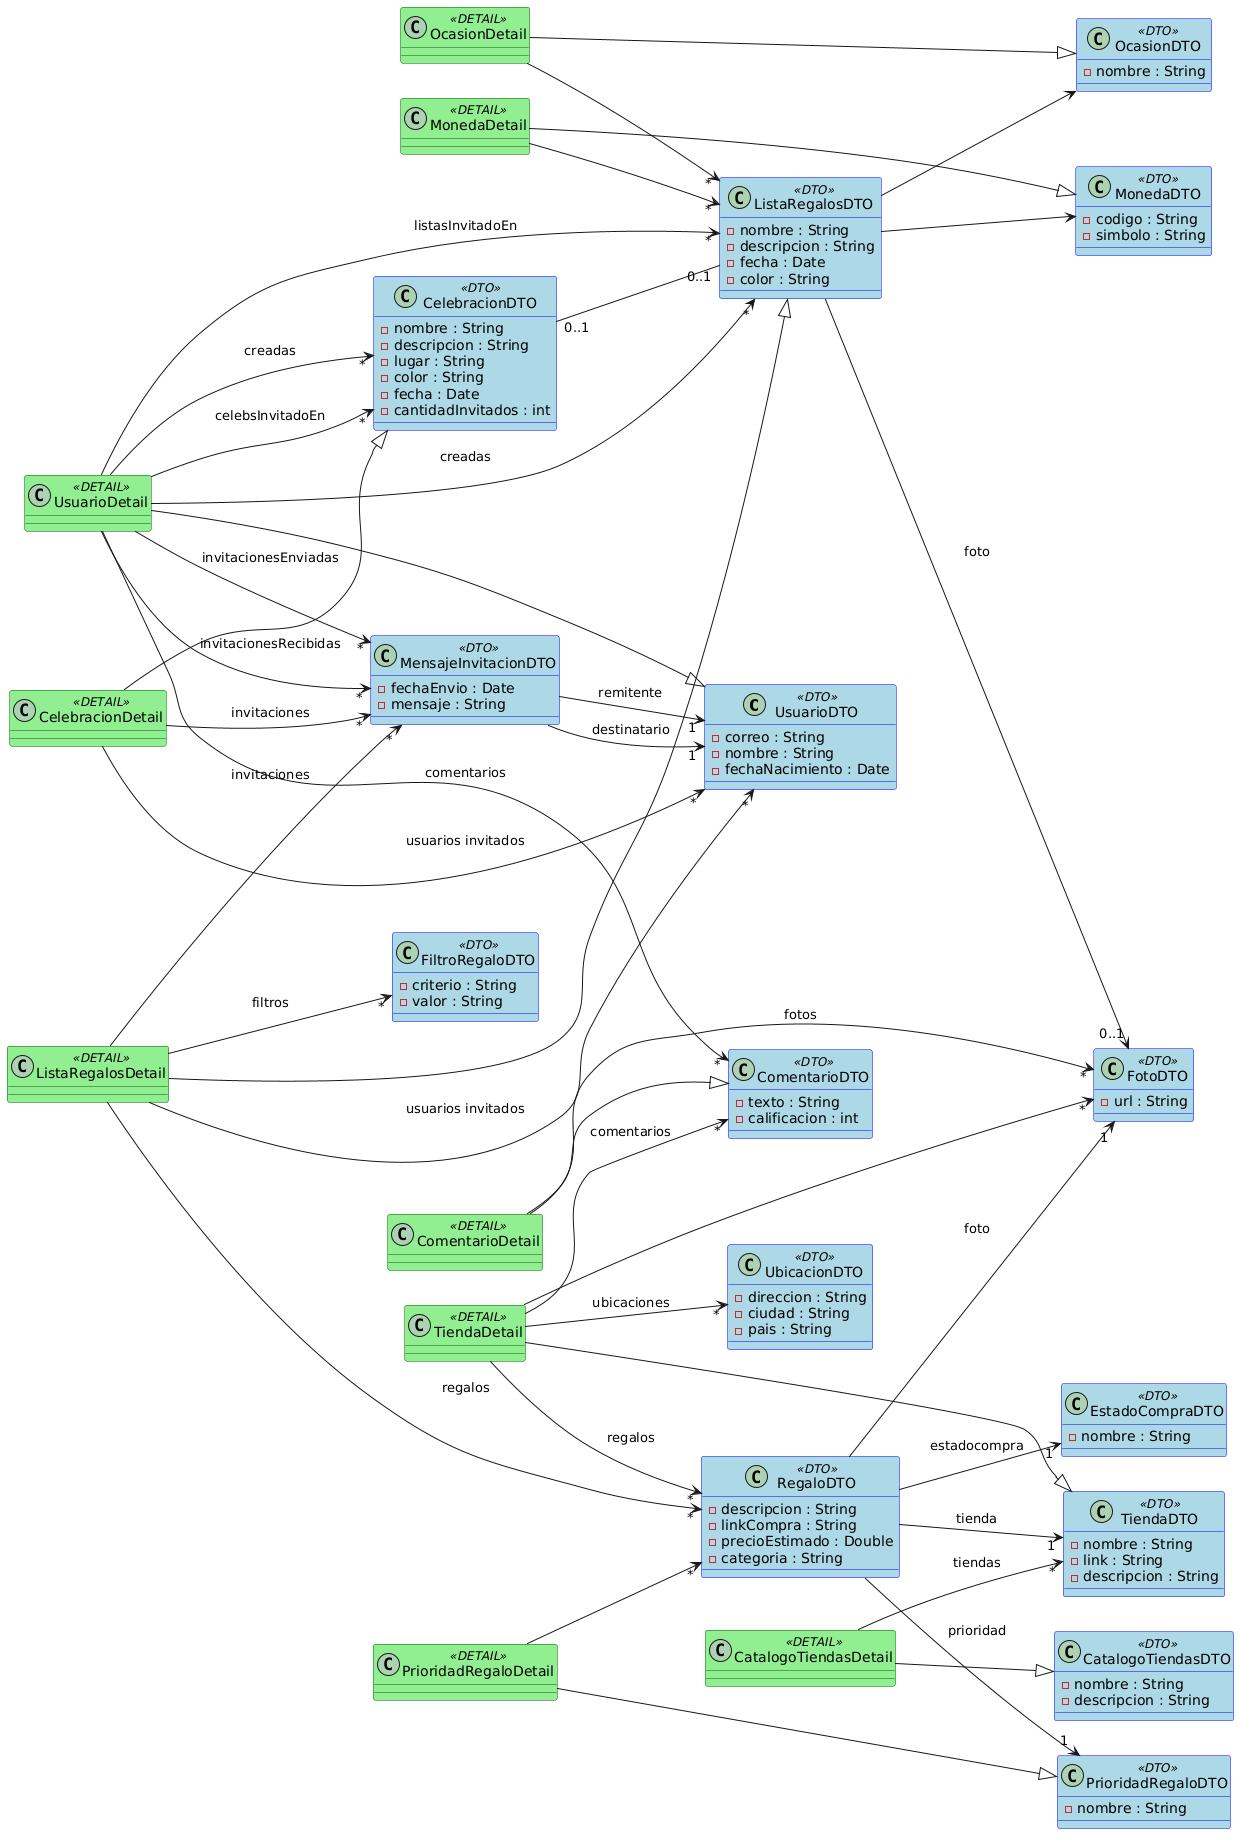 C «DETAIL»
OcasionDetail
C «DTO»
OcasionDTO
nombre : String
C «DETAIL»
MonedaDetail
C «DTO»
MonedaDTO
codigo : String
simbolo : String
C «DTO»
ListaRegalosDTO
nombre : String
descripcion : String
fecha : Date
color : String
*
*
*
*
listasInvitadoEn
0..1
0..1
C «DTO»
CelebracionDTO
nombre : String
descripcion : String
lugar : String
color : String
fecha : Date
cantidadInvitados : int
creadas
*
celebsInvitadoEn
*
creadas
C «DETAIL»
UsuarioDetail
invitacionesEnviadas
*
invitacionesRecibidas
*
foto
0..1
C «DTO»
MensajeInvitacionDTO
fechaEnvio : Date
mensaje : String
remitente
1
destinatario
1
C «DTO»
UsuarioDTO
correo : String
nombre : String
fechaNacimiento : Date
*
*
C «DETAIL»
CelebracionDetail
invitaciones
*
invitaciones
*
comentarios
*
usuarios invitados
C «DTO»
FiltroRegaloDTO
criterio : String
valor : String
filtros
*
C «DETAIL»
ListaRegalosDetail
usuarios invitados
fotos
*
C «DTO»
ComentarioDTO
texto : String
calificacion : int
comentarios
*
C «DTO»
FotoDTO
url : String
*
1
C «DETAIL»
ComentarioDetail
C «DTO»
UbicacionDTO
direccion : String
ciudad : String
pais : String
ubicaciones
*
foto
C «DETAIL»
TiendaDetail
regalos
regalos
*
*
*
C «DTO»
RegaloDTO
descripcion : String
linkCompra : String
precioEstimado : Double
categoria : String
estadocompra
1
C «DTO»
EstadoCompraDTO
nombre : String
tienda
1
tiendas
*
C «DTO»
TiendaDTO
nombre : String
link : String
descripcion : String
prioridad
1
C «DETAIL»
PrioridadRegaloDetail
C «DETAIL»
CatalogoTiendasDetail
C «DTO»
CatalogoTiendasDTO
nombre : String
descripcion : String
C «DTO»
PrioridadRegaloDTO
nombre : String